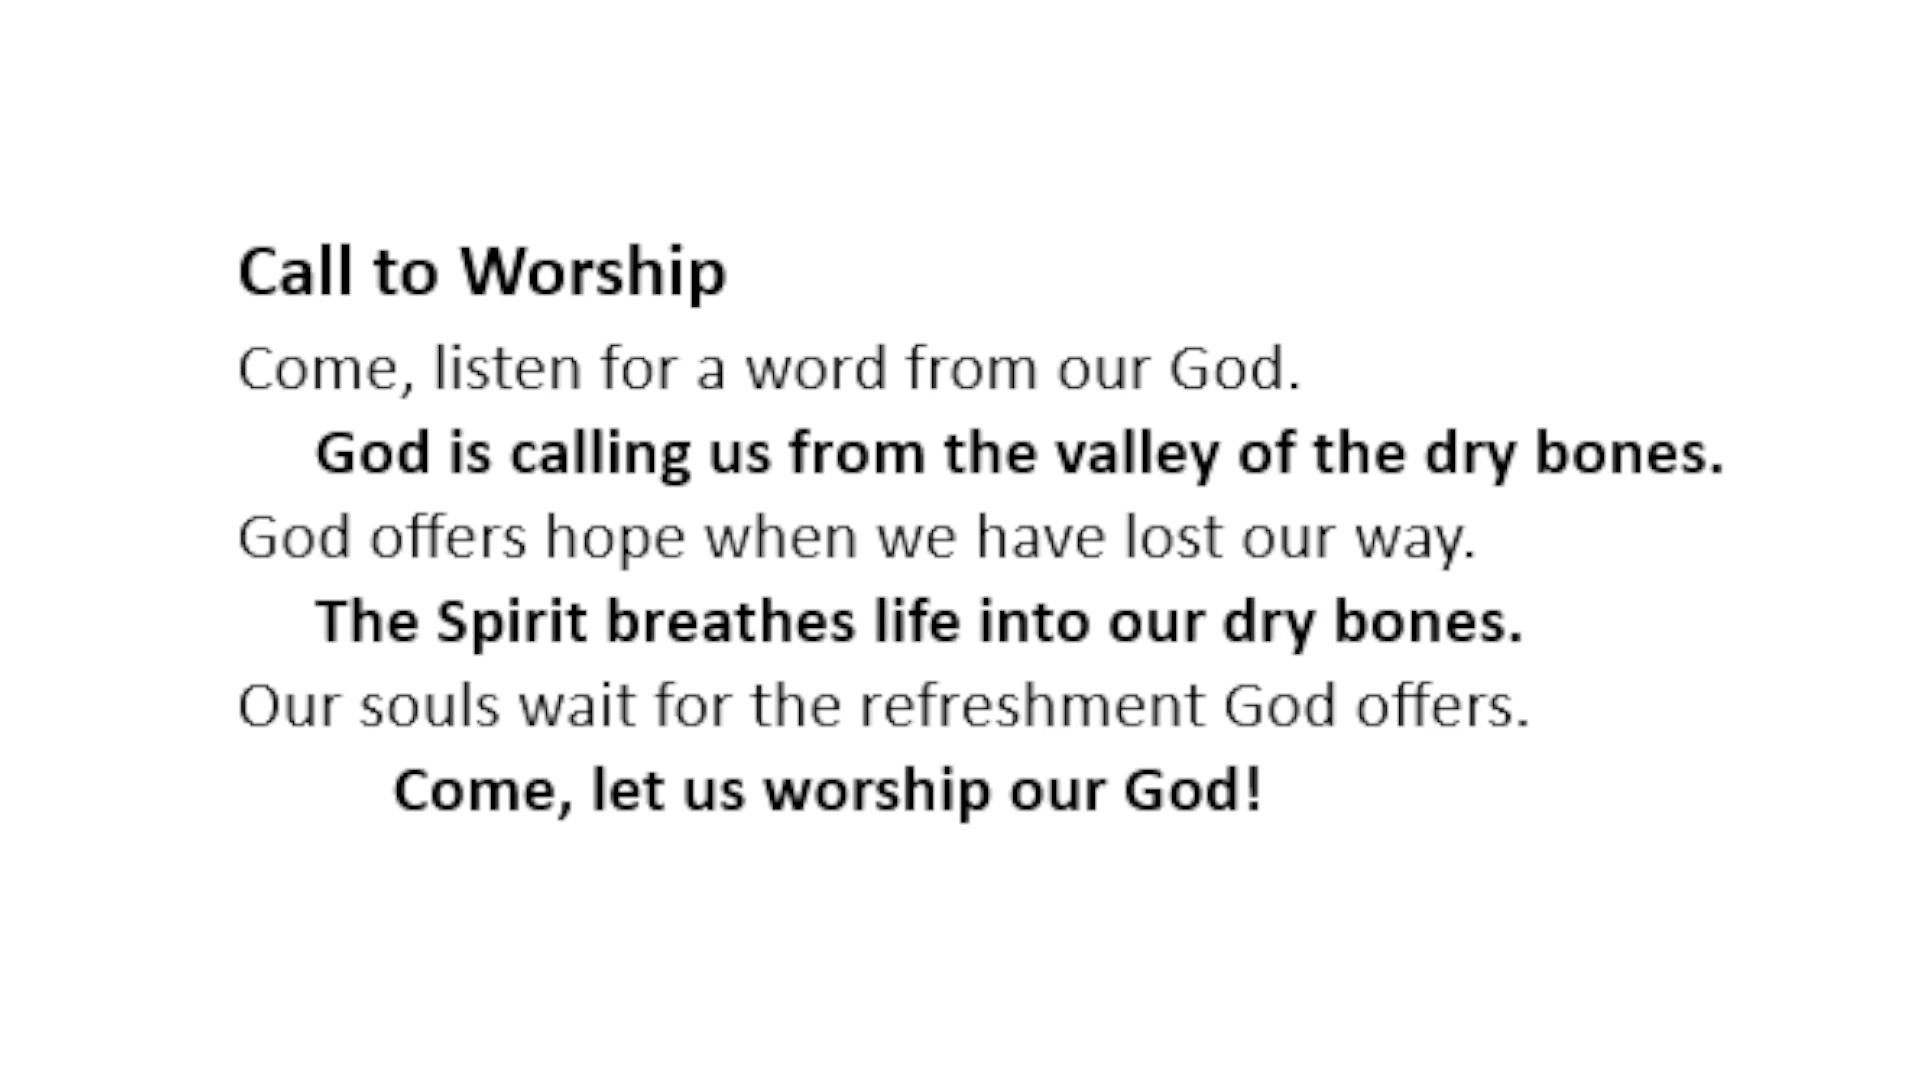 Call to Worship
Come, listen for a word from our God.
God is calling us from the valley of the dry bones.
God offers hope when we have lost our way.
The Spirit breathes life into our dry bones.
Our souls wait for the refreshment God offers.
Come, let us worship our God!